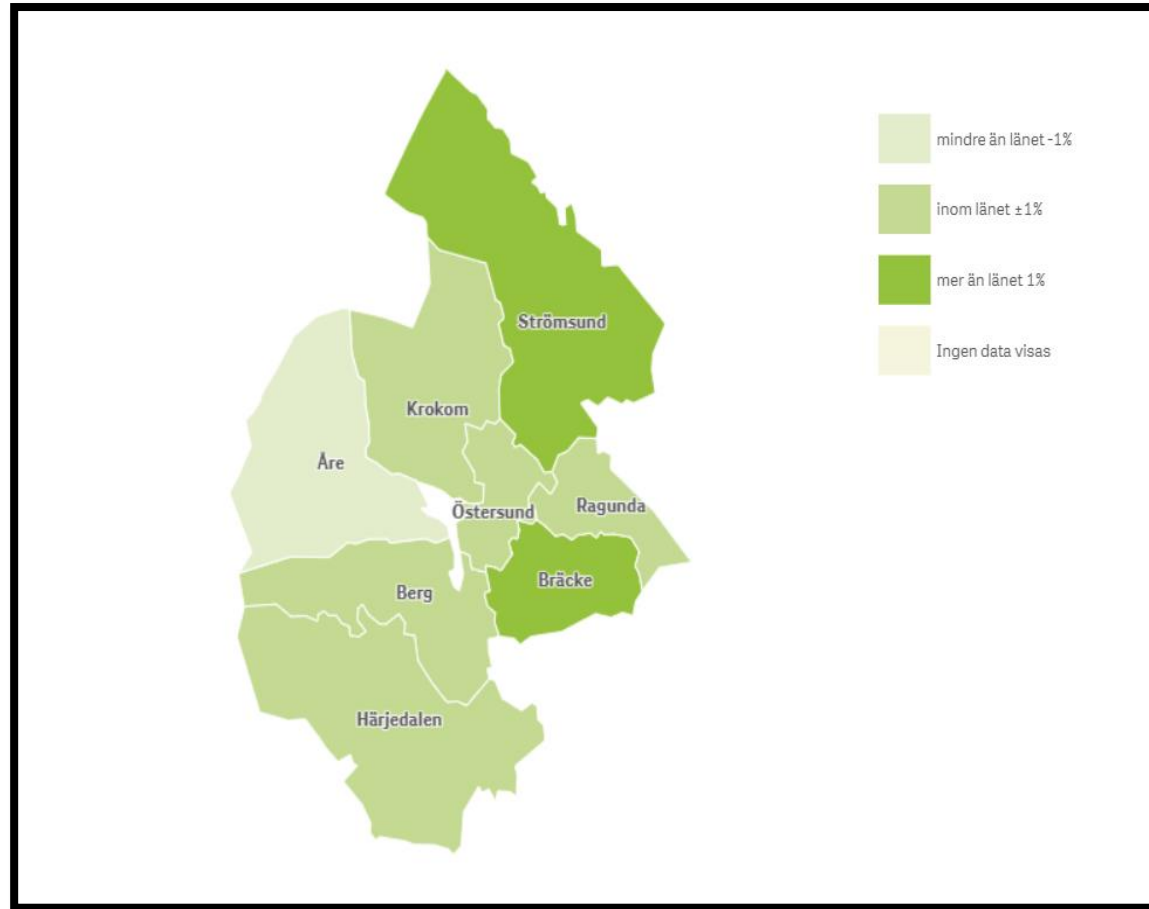 mindre än länet -1%
inom länet ±1%
mer än länet 1%
Ingen data visas
Strömsund
Krokom
Åre
Östersund
Ragunda
Bräcke
Berg
Härjedalen